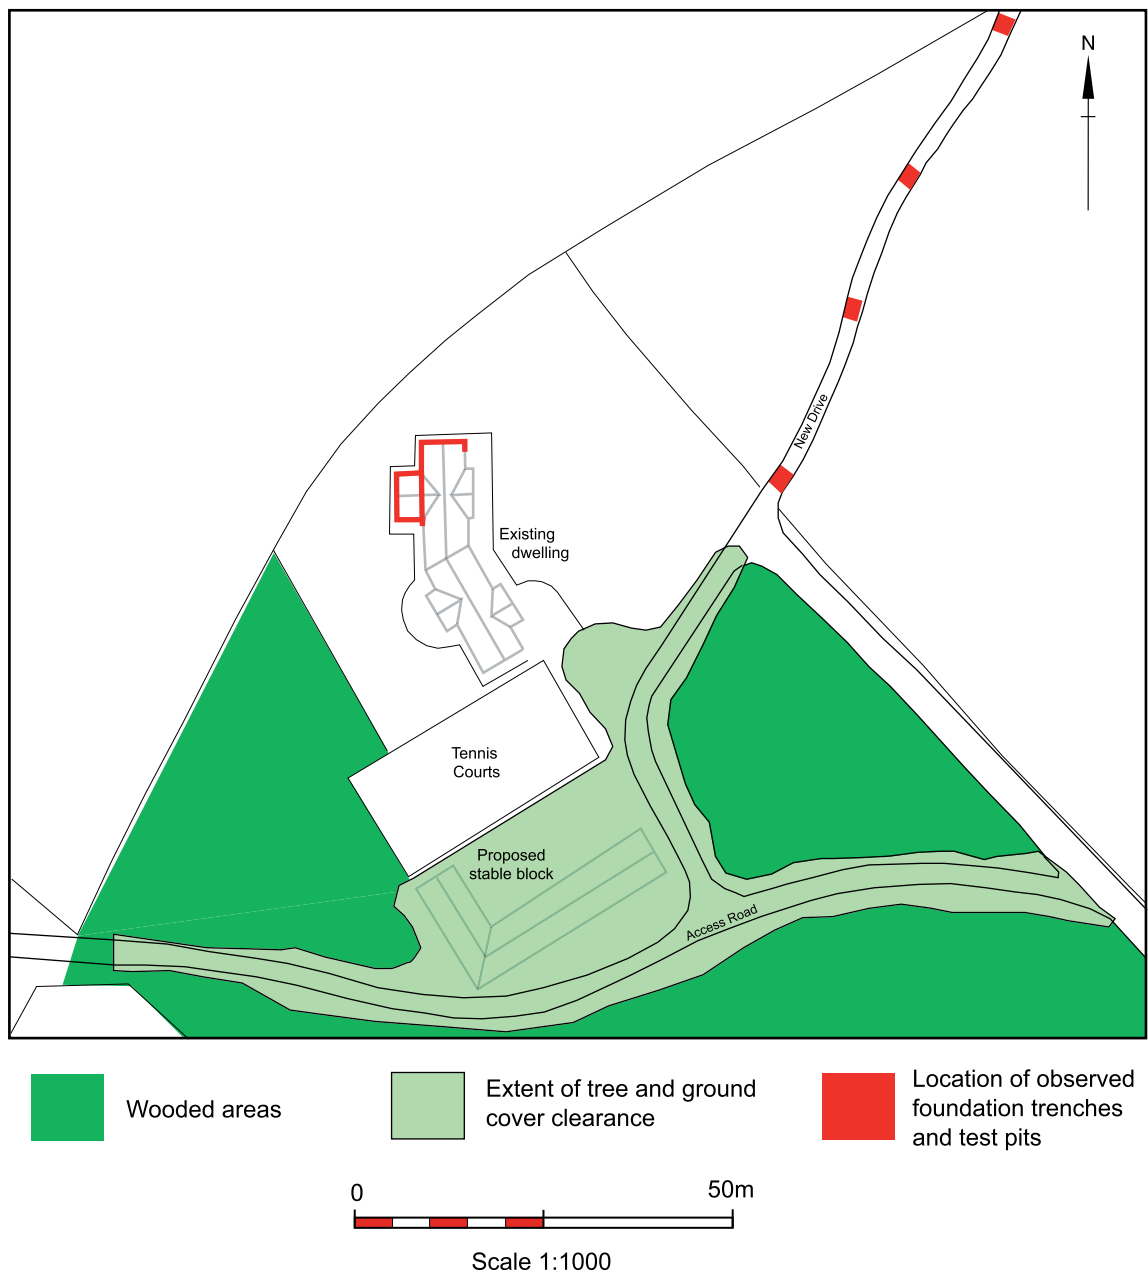 N
New Drive
Existing
dwelling
Tennis
Courts
Proposed
stable block
Access Road
Wooded areas
Extent of tree and ground
cover clearance
Location of observed
foundation trenches
and test pits
0
50m
Scale 1:1000